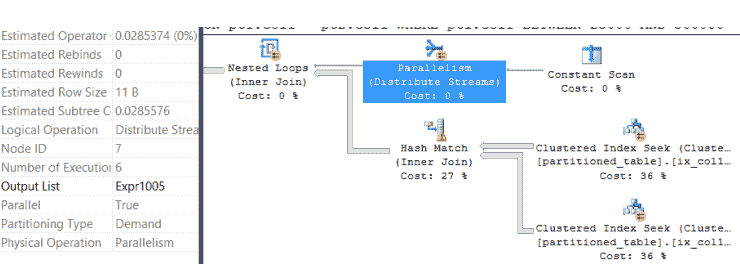 Estimated Operator 0.0285374 (0%)
Estimated Rebinds 0
Estimated Rewinds 0
Estimated Row Size 11 B
Estimated Subtree C 0.0285576
Logical Operation Distribute Strea
Node ID 7
Number of Execution 6
Output List Expr1005
Parallel True
Partitioning Type Demand
Physical Operation Parallelism
Nested Loops
(Inner Join)
Cost: 0 %
Parallelism
(Distribute Streams)
Cost: 0 %
Constant Scan
Cost: 0 %
Hash Match
(Inner Join)
Cost: 27 %
Clustered Index Seek (Cluste…
[partitioned_table].[ix_col1…
Cost: 36 %
Clustered Index Seek (Cluste…
[partitioned_table].[ix_col1…
Cost: 36 %